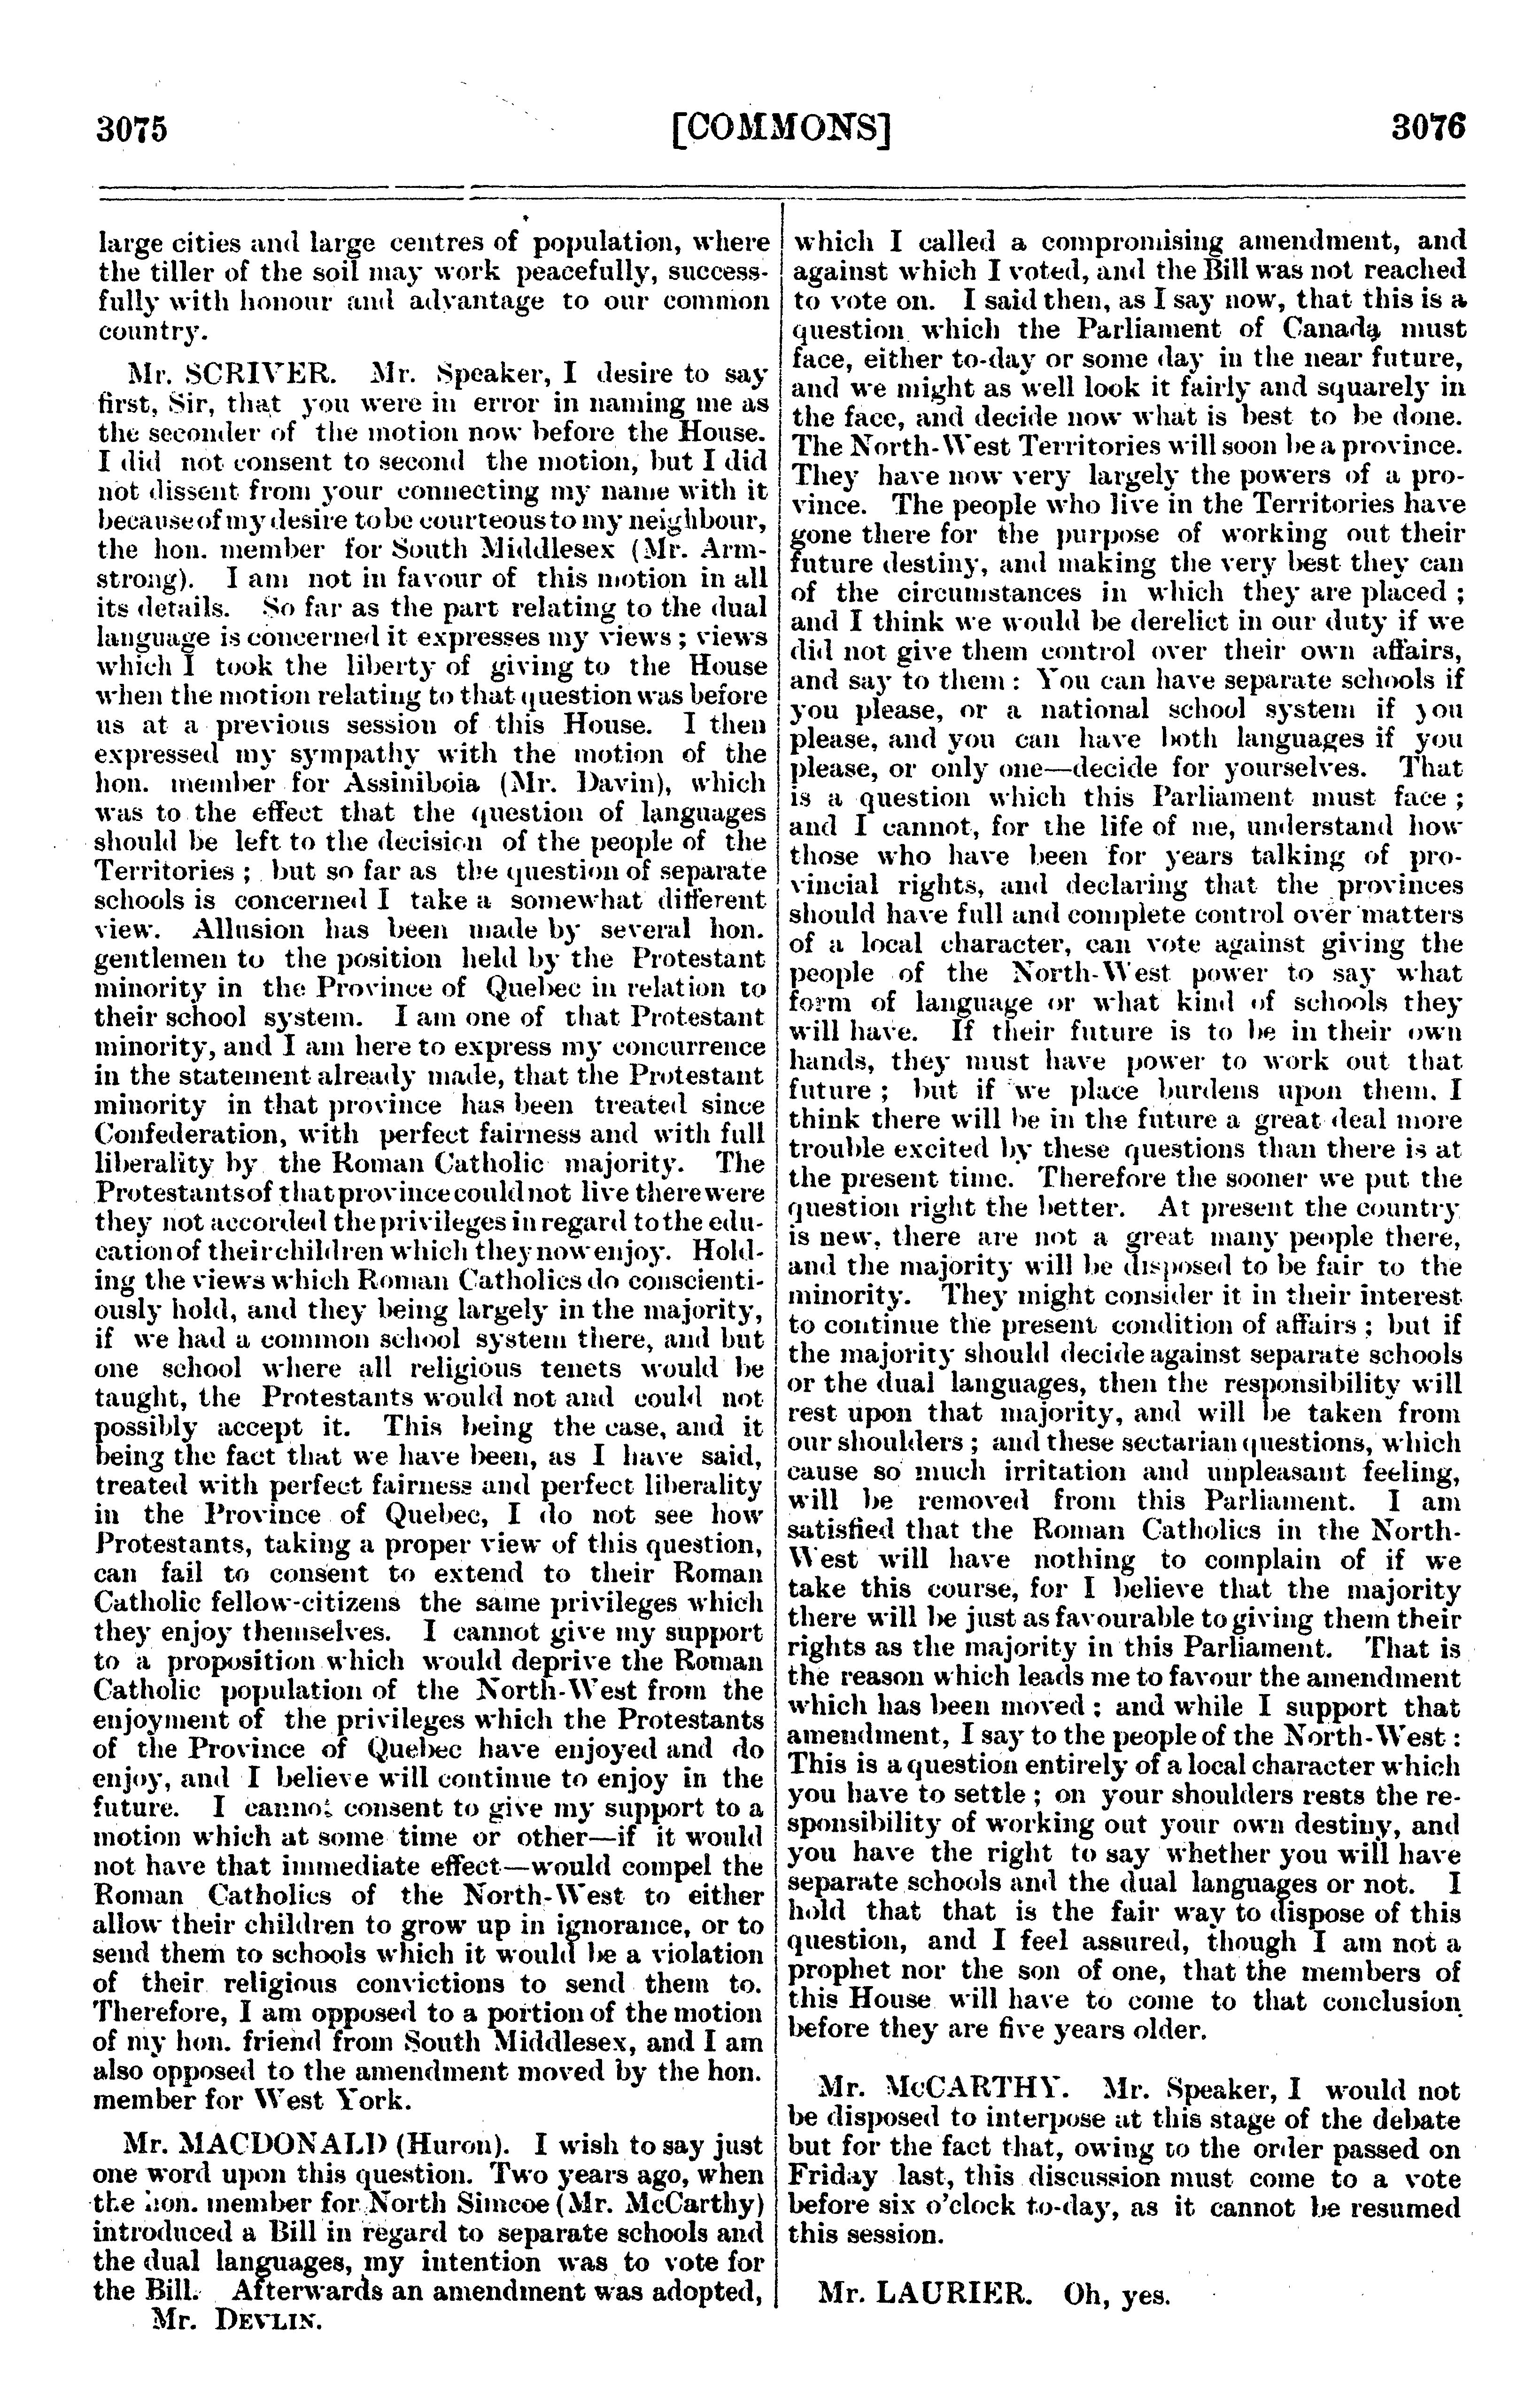 3075
[COMMONS]
3076
large cities and large centres of population, where
the tiller of the soil may work peacefully, success-
fully with honour and advantage to our common
country.
Mr. SCRIVER. Mr. Speaker, I desire to say
first, Sir, that you were in error in naming me as
the seconder of the motion now before the House.
I did not consent to second the motion, but I did
not dissent from your connecting my name with it
because of my desire to be courteous to my neighbour,
the hon. member for South Middlesex (Mr. Arm-
strong). I am not in favour of this motion in all
its details. So far as the part relating to the dual
language is concerned it expresses my views; views
which I took the liberty of giving to the House
when the motion relating to that question was before
us at a previous session of this House. I then
expressed my sympathy with the motion of the
hon. member for Assiniboia (Mr. Davin), which
was to the effect that the question of languages
should be left to the decision of the people of the
Territories; but so far as the question of separate
schools is concerned I take a somewhat different
view. Allusion has been made by several hon.
gentlemen to the position held by the Protestant
minority in the Province of Quebec in relation to
their school system. I am one of that Protestant
minority, and I am here to express my concurrence
in the statement already made, that the Protestant
minority in that province has been treated since
Confederation, with perfect fairness and with full
liberality by the Roman Catholic majority. The
Protestants of that province could not live there were
they not accorded the privileges in regard to the edu-
cation of their children which they now enjoy. Hold-
ing the views which Roman Catholics do conscienti-
ously hold, and they being largely in the majority,
if we had a common school system there, and but
one school where all religious tenets would be
taught, the Protestants would not and could not
possibly accept it. This being the case, and it
being the fact that we have been, as I have said,
treated with perfect fairness and perfect liberality
in the Province of Quebec, I do not see how
Protestants, taking a proper view of this question,
can fail to consent to extend to their Roman
Catholic fellow-citizens the same privileges which
they enjoy themselves. I cannot give my support
to a proposition which would deprive the Roman
Catholic population of the North-West from the
enjoyment of the privileges which the Protestants
of the Province of Quebec have enjoyed and do
enjoy, and I believe will continue to enjoy in the
future. I cannot consent to give my support to a
motion which at some time or other—if it would
not have that immediate effect—would compel the
Roman Catholics of the North-West to either
allow their children to grow up in ignorance, or to
send them to schools which it would be a violation
of their religious convictions to send them to.
Therefore, I am opposed to a portion of the motion
of my hon. friend from South Middlesex, and I am
also opposed to the amendment moved by the hon.
member for West York.
Mr. MACDONALD (Huron). I wish to say just
one word upon this question. Two years ago, when
the hon. member for North Simcoe (Mr. McCarthy)
introduced a Bill in regard to separate schools and
the dual languages, my intention was to vote for
the Bill. Afterwards an amendment was adopted,
Mr. DEVLIN.
which I called a compromising amendment, and
against which I voted, and the Bill was not reached
to vote on. I said then, as I say now, that this is a
question which the Parliament of Canada must
face, either to-day or some day in the near future,
and we might as well look it fairly and squarely in
the face, and decide now what is best to be done.
The North-West Territories will soon be a province.
They have now very largely the powers of a pro-
vince. The people who live in the Territories have
gone there for the purpose of working out their
future destiny, and making the very best they can
of the circumstances in which they are placed;
and I think we would be derelict in our duty if we
did not give them control over their own affairs,
and say to them: You can have separate schools if
you please, or a national school system if you
please, and you can have both languages if you
please, or only one—decide for yourselves. That
is a question which this Parliament must face;
and I cannot, for the life of me, understand how
those who have been for years talking of pro-
vincial rights, and declaring that the provinces
should have full and complete control over matters
of a local character, can vote against giving the
people of the North-West power to say what
form of language or what kind of schools they
will have. If their future is to be in their own
hands, they must have power to work out that
future; but if we place burdens upon them, I
think there will be in the future a great deal more
trouble excited by these questions than there is at
the present time. Therefore the sooner we put the
question right the better. At present the country
is new, there are not a great many people there,
and the majority will be disposed to be fair to the
minority. They might consider it in their interest
to continue the present condition of affairs; but if
the majority should decide against separate schools
or the dual languages, then the responsibility will
rest upon that majority, and will be taken from
our shoulders; and these sectarian questions, which
cause so much irritation and unpleasant feeling,
will be removed from this Parliament. I am
satisfied that the Roman Catholics in the North-
West will have nothing to complain of if we
take this course, for I believe that the majority
there will be just as favourable to giving them their
rights as the majority in this Parliament. That is
the reason which leads me to favour the amendment
which has been moved; and while I support that
amendment, I say to the people of the North-West:
This is a question entirely of a local character which
you have to settle; on your shoulders rests the re-
sponsibility of working out your own destiny, and
you have the right to say whether you will have
separate schools and the dual languages or not. I
hold that that is the fair way to dispose of this
question, and I feel assured, though I am not a
prophet nor the son of one, that the members of
this House will have to come to that conclusion
before they are five years older.
Mr. McCARTHY. Mr. Speaker, I would not
be disposed to interpose at this stage of the debate
but for the fact that, owing to the order passed on
Friday last, this discussion must come to a vote
before six o'clock to-day, as it cannot be resumed
this session.
Mr. LAURIER. Oh, yes.